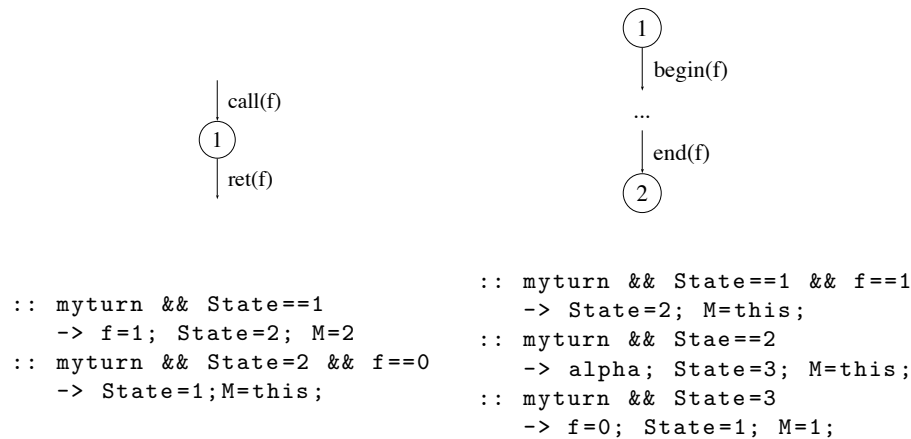 call(f)
1
ret(f)
1
begin(f)
...
end(f)
2
:: myturn && State==1
-> f=1; State=2; M=2
:: myturn && State=2 && f==0
-> State=1;M=this;
:: myturn && State==1 && f==1
-> State=2; M=this;
:: myturn && Stae==2
-> alpha; State=3; M=this;
:: myturn && State=3
-> f=0; State=1; M=1;